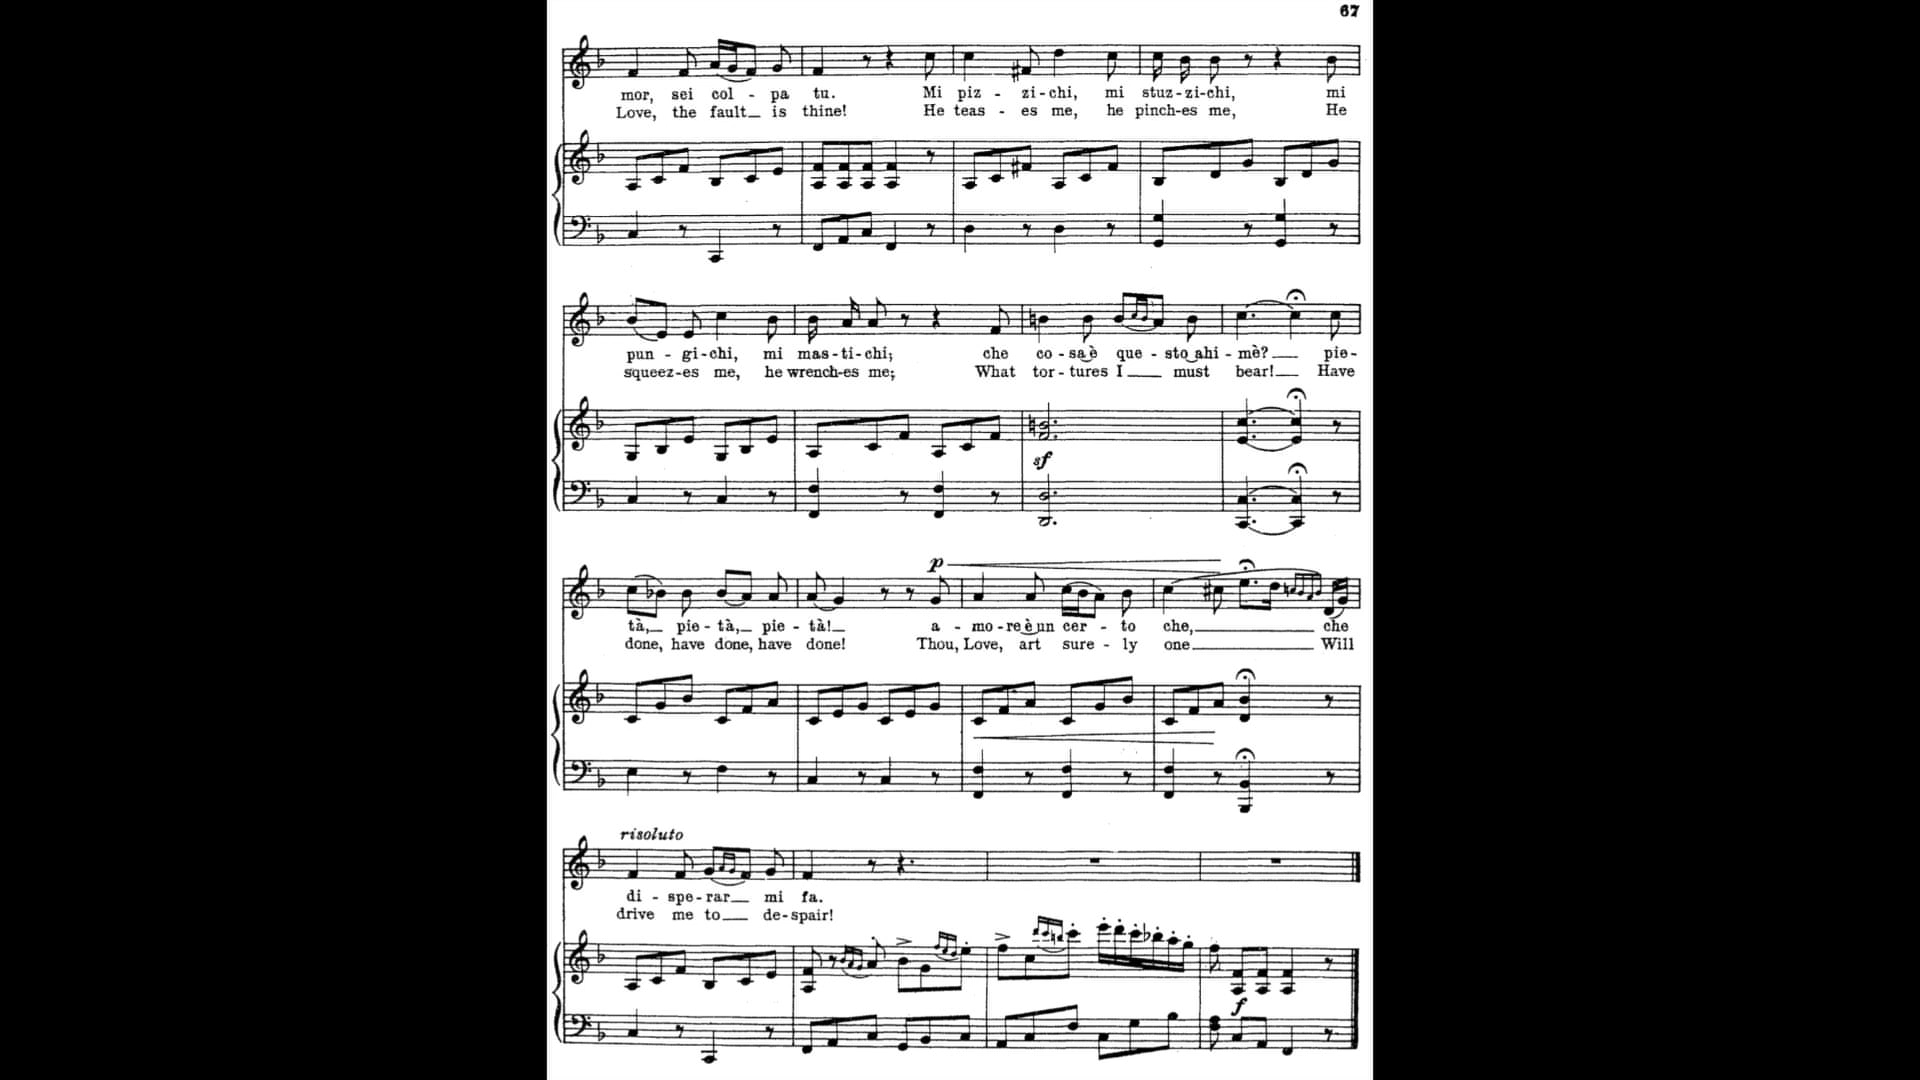 67
mor, sei col - pa tu. Mi piz - zi-chi, mi stuz-zi-chi, mi
Love, the fault is thine! He teas - es me, he pinch-es me, He
pun - gi-chi, mi mas-ti-chi; che co-sa è que-sto ahi-mè? pie-
squeez-es me, he wrench-es me; What tor-tures I must bear! Have
sf
p
tà, pie-tà, pie-tà! a - mo-re è un cer - to che, che
done, have done, have done! Thou, Love, art sure - ly one Will
risoluto
di - spe-rar mi fa.
drive me to de-spair!
f